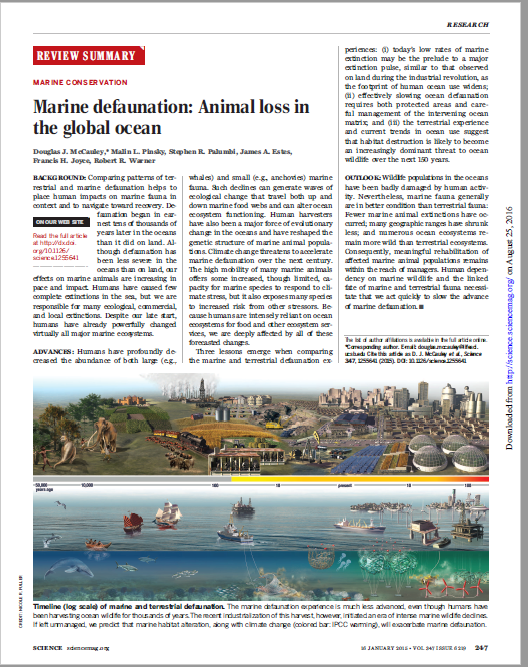 RESEARCH
REVIEW SUMMARY
MARINE CONSERVATION
Marine defaunation: Animal loss in
the global ocean
Douglas J. McCauley,* Malin L. Pinsky, Stephen R. Palumbi, James A. Estes,
Francis H. Joyce, Robert R. Warner
BACKGROUND: Comparing patterns of ter-
restrial and marine defaunation helps to
place human impacts on marine fauna in
context and to navigate toward recovery. De-
faunation began in ear-
nest tens of thousands of
years later in the oceans
than it did on land. Al-
though defaunation has
been less severe in the
oceans than on land, our
effects on marine animals are increasing in
pace and impact. Humans have caused few
complete extinctions in the sea, but we are
responsible for many ecological, commercial,
and local extinctions. Despite our late start,
humans have already powerfully changed
virtually all major marine ecosystems.
ON OUR WEB SITE
Read the full article
at http://dx.doi.
org/10.1126/
science.1255641
ADVANCES: Humans have profoundly de-
creased the abundance of both large (e.g.,
whales) and small (e.g., anchovies) marine
fauna. Such declines can generate waves of
ecological change that travel both up and
down marine food webs and can alter ocean
ecosystem functioning. Human harvesters
have also been a major force of evolutionary
change in the oceans and have reshaped the
genetic structure of marine animal popula-
tions. Climate change threatens to accelerate
marine defaunation over the next century.
The high mobility of many marine animals
offers some increased, though limited, ca-
pacity for marine species to respond to cli-
mate stress, but it also exposes many species
to increased risk from other stressors. Be-
cause humans are intensely reliant on ocean
ecosystems for food and other ecosystem ser-
vices, we are deeply affected by all of these
forecasted changes.
Three lessons emerge when comparing
the marine and terrestrial defaunation ex-
periences: (i) today's low rates of marine
extinction may be the prelude to a major
extinction pulse, similar to that observed
on land during the industrial revolution, as
the footprint of human ocean use widens;
(ii) effectively slowing ocean defaunation
requires both protected areas and care-
ful management of the intervening ocean
matrix; and (iii) the terrestrial experience
and current trends in ocean use suggest
that habitat destruction is likely to become
an increasingly dominant threat to ocean
wildlife over the next 150 years.
OUTLOOK: Wildlife populations in the oceans
have been badly damaged by human activ-
ity. Nevertheless, marine fauna generally
are in better condition than terrestrial fauna:
Fewer marine animal extinctions have oc-
curred; many geographic ranges have shrunk
less; and numerous ocean ecosystems re-
main more wild than terrestrial ecosystems.
Consequently, meaningful rehabilitation of
affected marine animal populations remains
within the reach of managers. Human depen-
dency on marine wildlife and the linked
fate of marine and terrestrial fauna necessi-
tate that we act quickly to slow the advance
of marine defaunation. ■
The list of author affiliations is available in the full article online.
*Corresponding author. E-mail: douglas.mccauley@lifesci.
ucsb.edu Cite this article as D. J. McCauley et al., Science
347, 1255641 (2015). DOI: 10.1126/science.1255641
50,000
years ago
10,000
100
10
present
10
100
Timeline (log scale) of marine and terrestrial defaunation. The marine defaunation experience is much less advanced, even though humans have
been harvesting ocean wildlife for thousands of years. The recent industrialization of this harvest, however, initiated an era of intense marine wildlife declines.
If left unmanaged, we predict that marine habitat alteration, along with climate change (colored bar: IPCC warming), will exacerbate marine defaunation.
CREDIT: NICOLLE R. FULLER
SCIENCE sciencemag.org
16 JANUARY 2015 • VOL 347 ISSUE 6219 247
Downloaded from http://science.sciencemag.org/ on August 25, 2016